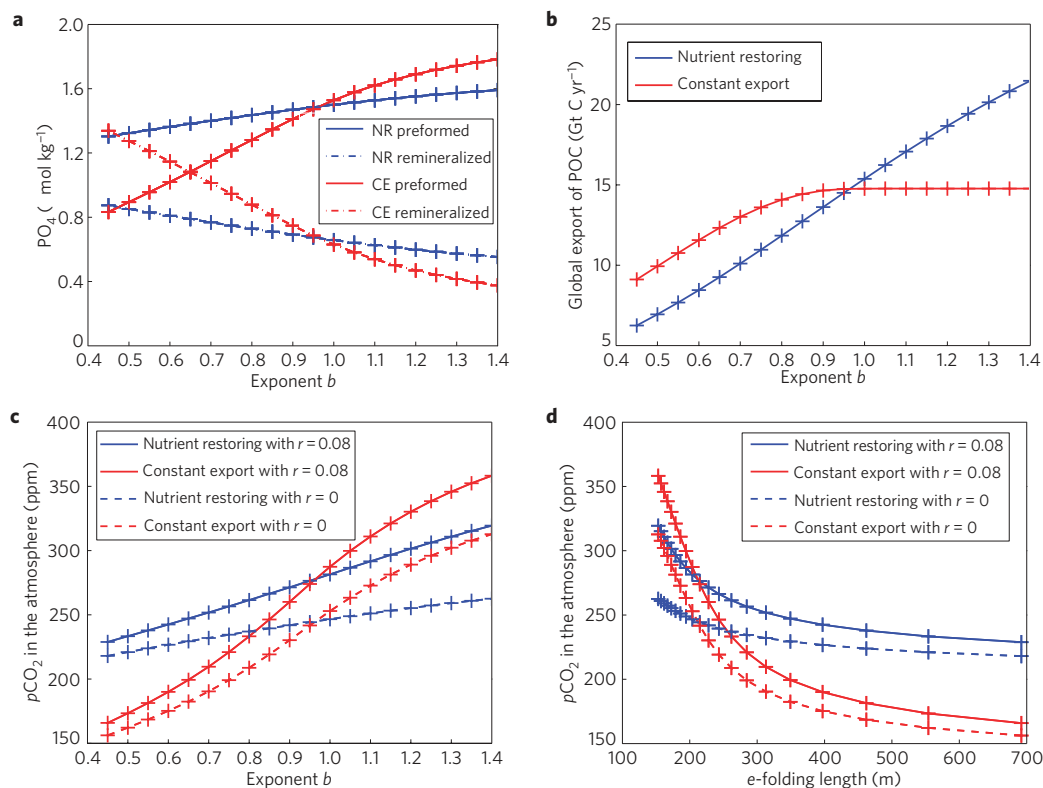 a
2.0
1.6
1.2
0.8
0.4
0
PO4 ( mol kg−1)
NR preformed
NR remineralized
CE preformed
CE remineralized
0.4 0.5 0.6 0.7 0.8 0.9 1.0 1.1 1.2 1.3 1.4
Exponent b
b
25
20
15
10
5
Global export of POC (Gt C yr−1)
Nutrient restoring
Constant export
0.4 0.5 0.6 0.7 0.8 0.9 1.0 1.1 1.2 1.3 1.4
Exponent b
c
400
350
300
250
200
150
pCO2 in the atmosphere (ppm)
Nutrient restoring with r = 0.08
Constant export with r = 0.08
Nutrient restoring with r = 0
Constant export with r = 0
0.4 0.5 0.6 0.7 0.8 0.9 1.0 1.1 1.2 1.3 1.4
Exponent b
d
400
350
300
250
200
150
pCO2 in the atmosphere (ppm)
Nutrient restoring with r = 0.08
Constant export with r = 0.08
Nutrient restoring with r = 0
Constant export with r = 0
100 200 300 400 500 600 700
e-folding length (m)